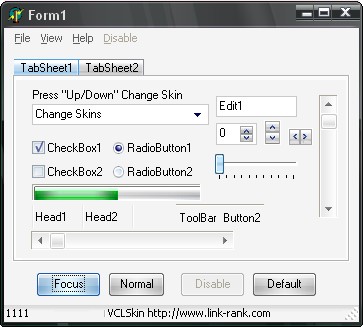 Form1
File View Help Disable
TabSheet1 TabSheet2
Press "Up/Down" Change Skin
Change Skins
Edit1
0
CheckBox1 RadioButton1
CheckBox2 RadioButton2
Head1 Head2 ToolBar Button2
Focus Normal Disable Default
1111 VCLSkin http://www.link-rank.com